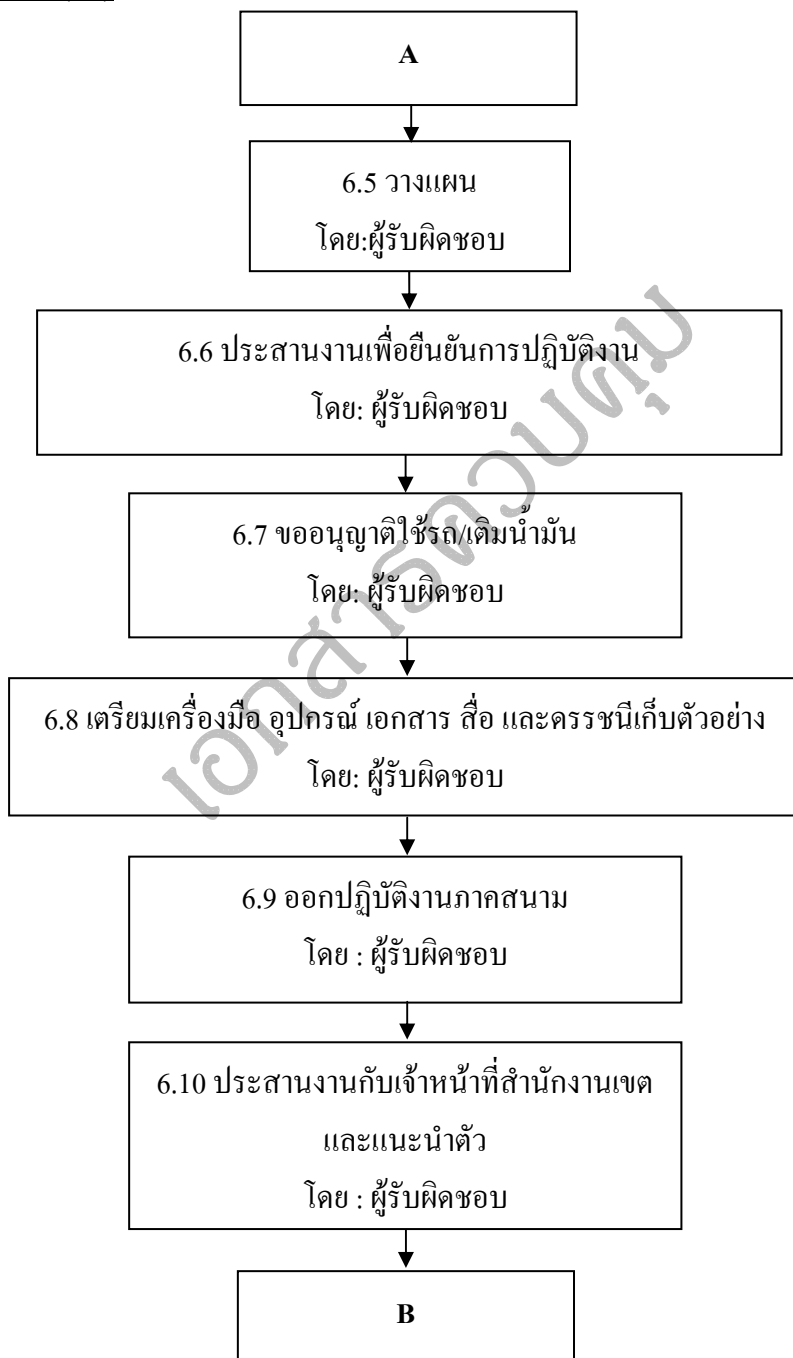 A
6.5 วางแผน
โดย:ผู้รับผิดชอบ
6.6 ประสานงานเพื่อยืนยันการปฏิบัติงาน
โดย: ผู้รับผิดชอบ
6.7 ขออนุญาติใช้รถ/เติมน้ำมัน
โดย: ผู้รับผิดชอบ
6.8 เตรียมเครื่องมือ อุปกรณ์ เอกสาร สื่อ และดรรชนีเก็บตัวอย่าง
โดย: ผู้รับผิดชอบ
6.9 ออกปฏิบัติงานภาคสนาม
โดย : ผู้รับผิดชอบ
6.10 ประสานงานกับเจ้าหน้าที่สำนักงานเขต
และแนะนำตัว
โดย : ผู้รับผิดชอบ
B
เอกสารควบคุม